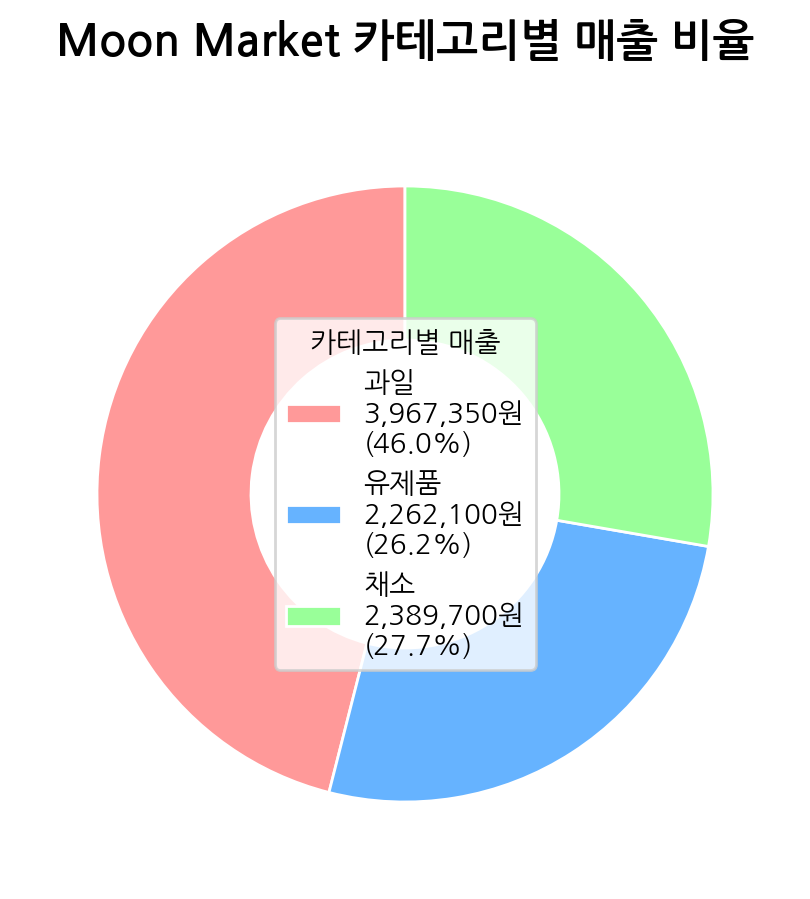 Moon Market 카테고리별 매출 비율
카테고리별 매출
과일
3,967,350원
(46.0%)
유제품
2,262,100원
(26.2%)
채소
2,389,700원
(27.7%)